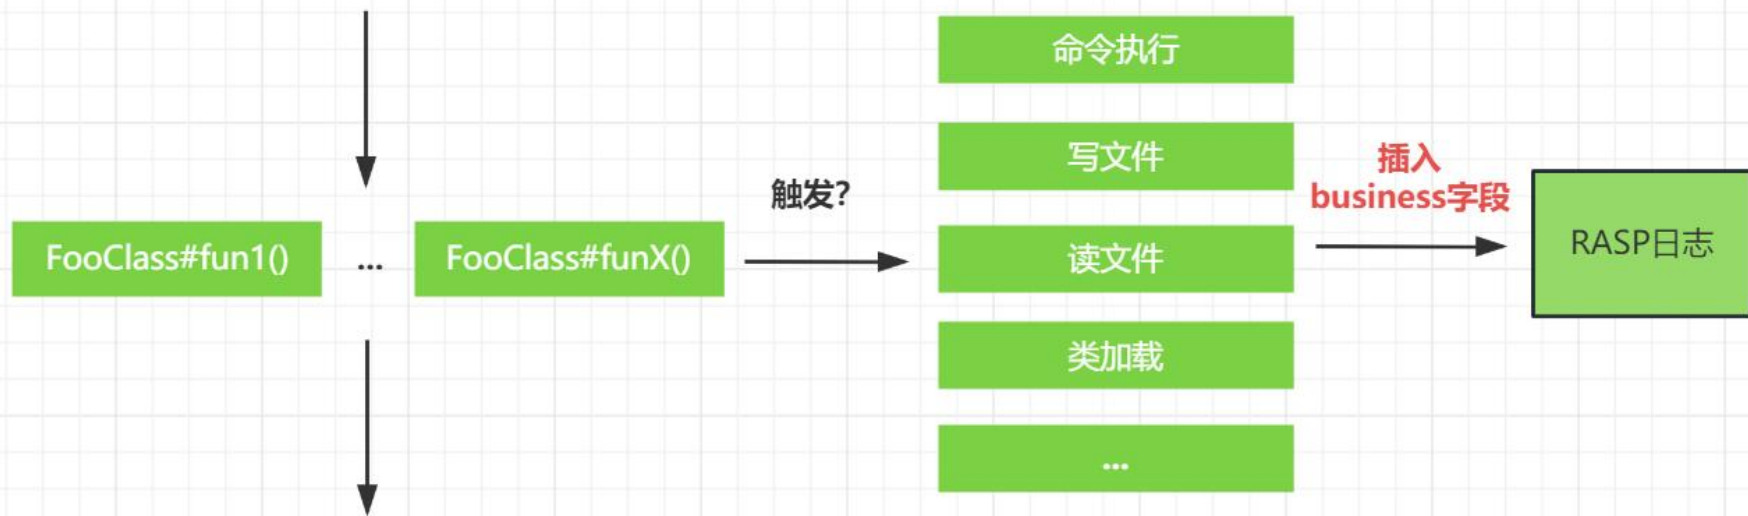 命令执行
写文件
触发?
插入
business字段
FooClass#fun1()
...
FooClass#funX()
读文件
RASP日志
类加载
...